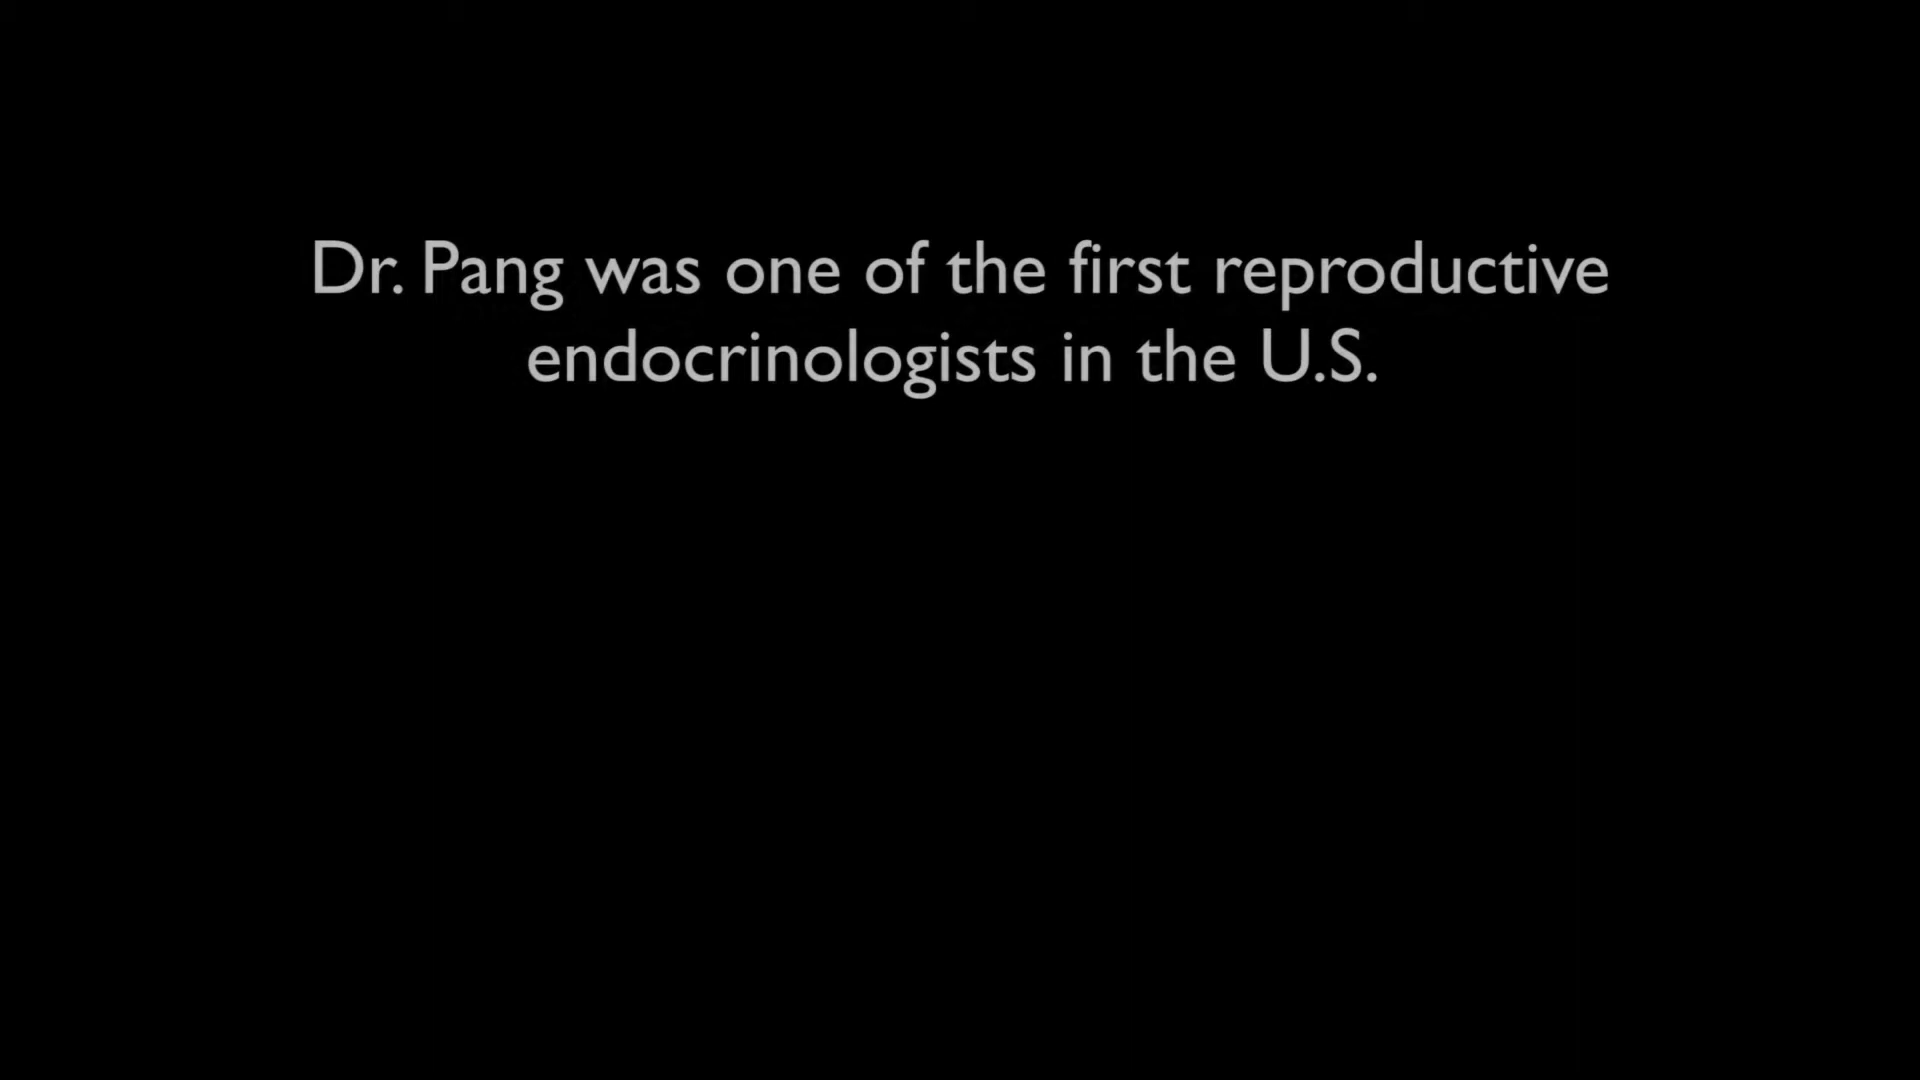 Dr. Pang was one of the first reproductive
endocrinologists in the U.S.